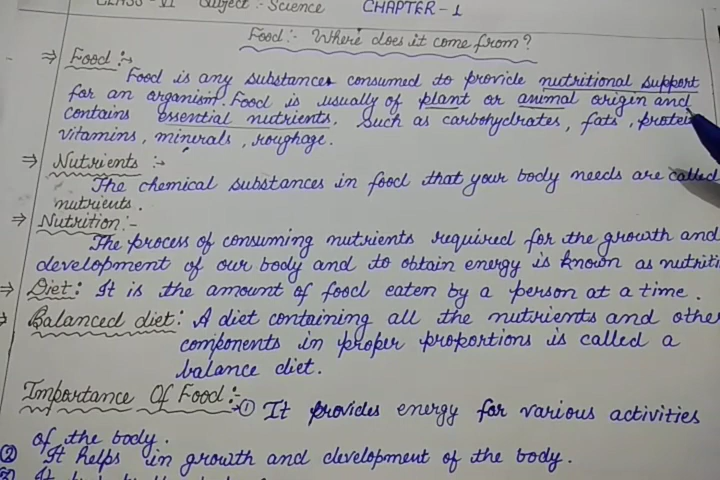 CLASS - VI Subject :- Science CHAPTER - 1
Food :- Where does it come from?
⇒ Food :-
Food is any substances consumed to provide nutritional support
for an organism. Food is usually of plant or animal origin and
contains essential nutrients. Such as carbohydrates, fats, protein
vitamins, minerals, roughage.
⇒ Nutrients :-
The chemical substances in food that your body needs are called
nutrients.
⇒ Nutrition :-
The process of consuming nutrients required for the growth and
development of our body and to obtain energy is known as nutriti
⇒ Diet : It is the amount of food eaten by a person at a time.
⇒ Balanced diet : A diet containing all the nutrients and other
components in proper proportions is called a
balance diet.
Importance Of Food :-
→ ① It provides energy for various activities
of the body.
② It helps in growth and development of the body.